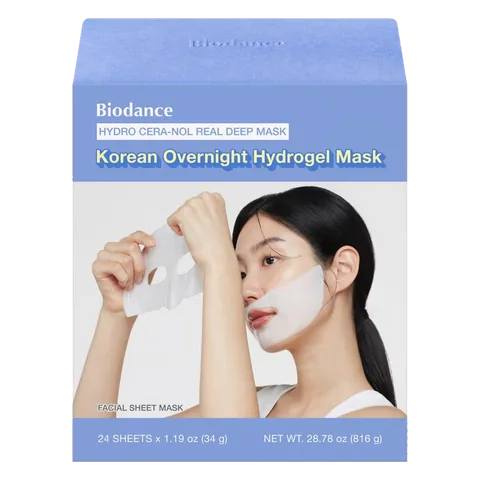 Biodance
Biodance
HYDRO CERA-NOL REAL DEEP MASK
Korean Overnight Hydrogel Mask
FACIAL SHEET MASK
24 SHEETS x 1.19 oz (34 g) NET WT. 28.78 oz (816 g)